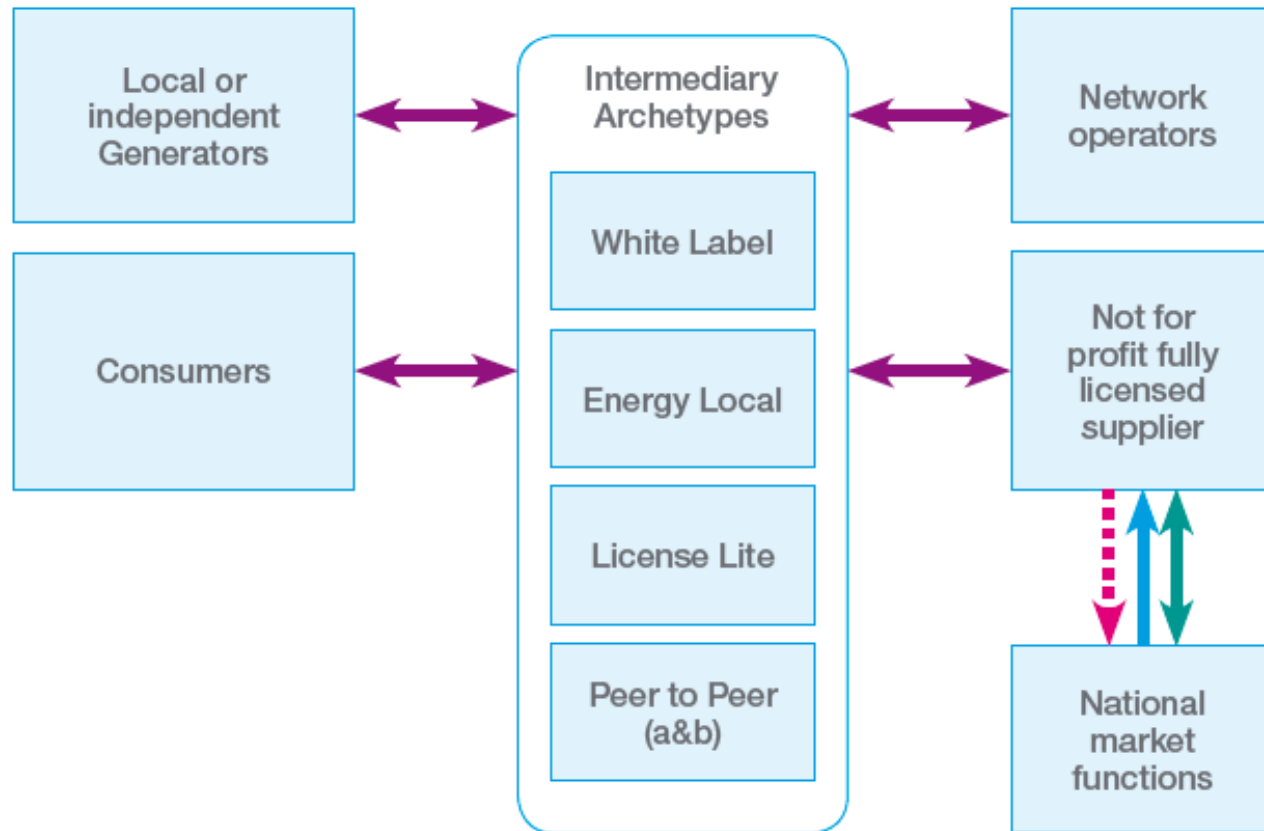 Local or
independent
Generators
Consumers
Intermediary
Archetypes
White Label
Energy Local
License Lite
Peer to Peer
(a&b)
Network
operators
Not for
profit fully
licensed
supplier
National
market
functions